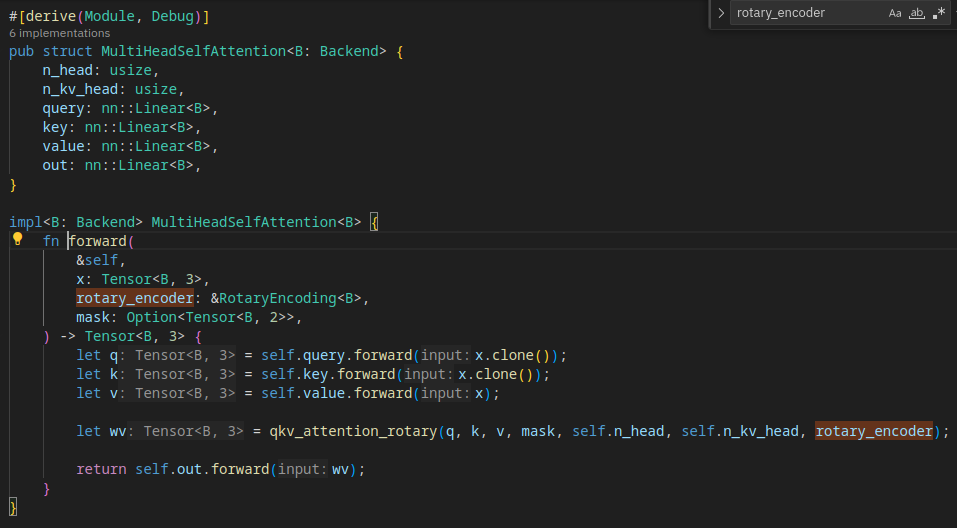 rotary_encoder Aa ab .*
#[derive(Module, Debug)]
6 implementations
pub struct MultiHeadSelfAttention<B: Backend> {
    n_head: usize,
    n_kv_head: usize,
    query: nn::Linear<B>,
    key: nn::Linear<B>,
    value: nn::Linear<B>,
    out: nn::Linear<B>,
}
impl<B: Backend> MultiHeadSelfAttention<B> {
    fn forward(
        &self,
        x: Tensor<B, 3>,
        rotary_encoder: &RotaryEncoding<B>,
        mask: Option<Tensor<B, 2>>,
    ) -> Tensor<B, 3> {
        let q: Tensor<B, 3> = self.query.forward(input: x.clone());
        let k: Tensor<B, 3> = self.key.forward(input: x.clone());
        let v: Tensor<B, 3> = self.value.forward(input: x);
        let wv: Tensor<B, 3> = qkv_attention_rotary(q, k, v, mask, self.n_head, self.n_kv_head, rotary_encoder);
        return self.out.forward(input: wv);
    }
}